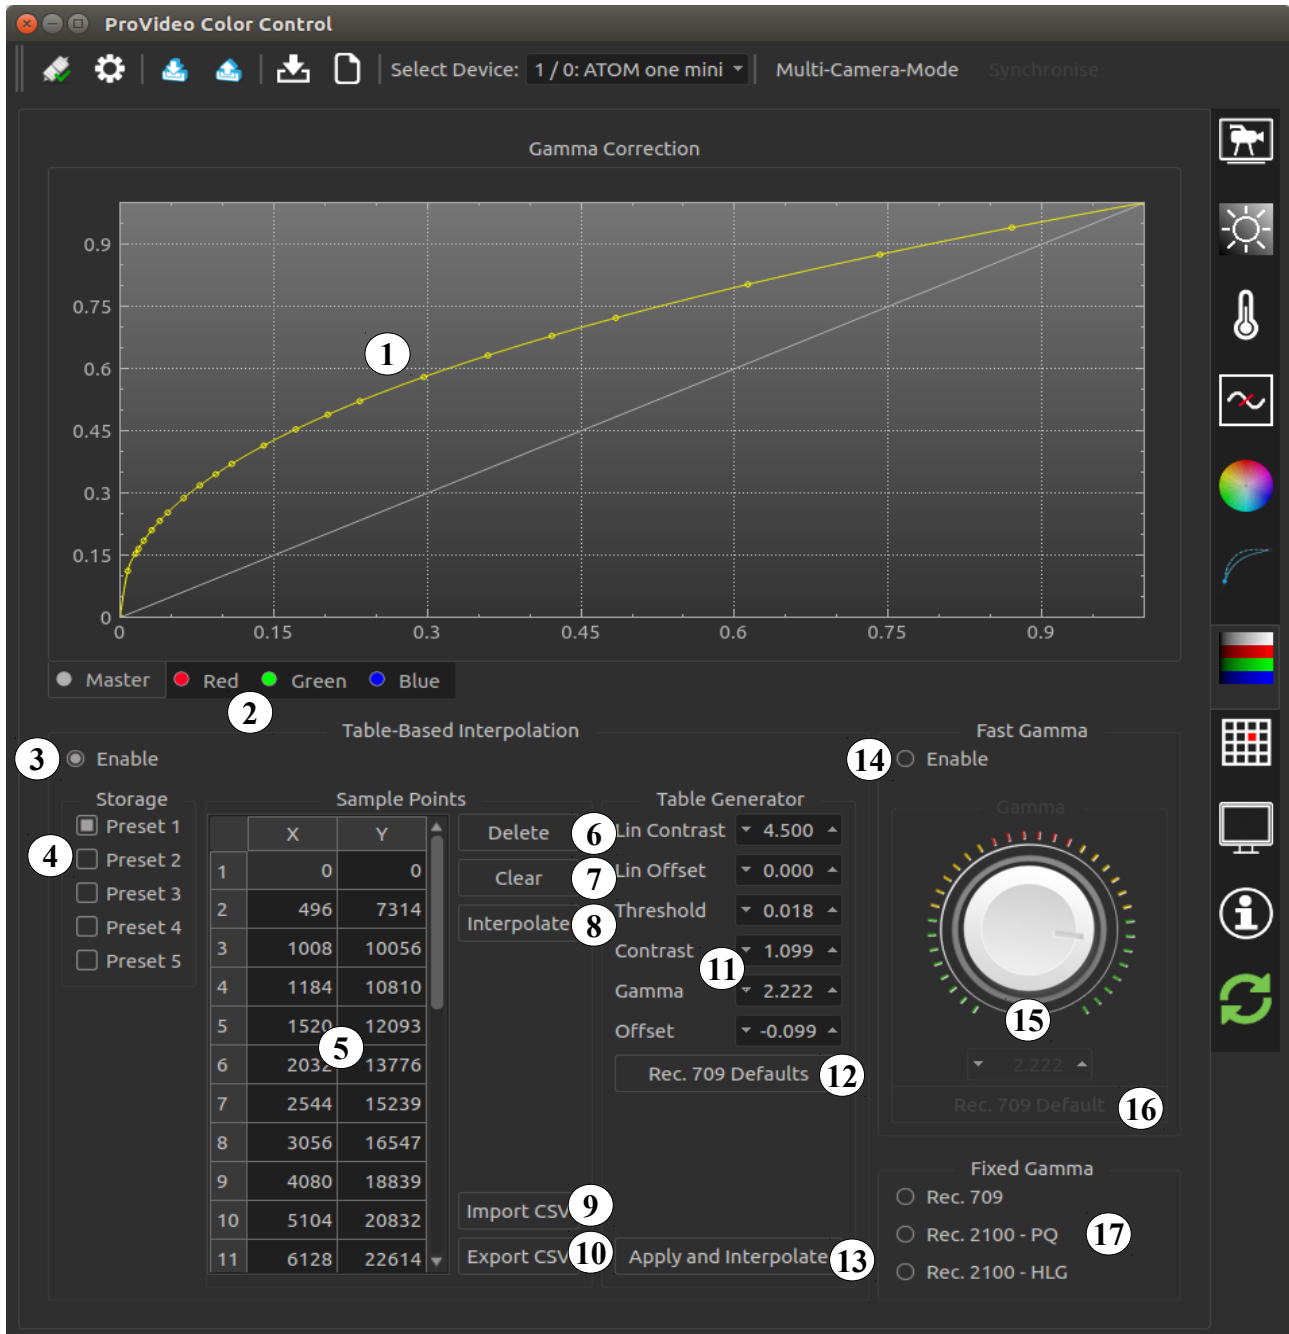 ProVideo Color Control
Select Device: 1 / 0: ATOM one mini Multi-Camera-Mode Synchronise
Gamma Correction
0.9
0.75
0.6
0.45
0.3
0.15
0
0 0.15 0.3 0.45 0.6 0.75 0.9
1
Master Red Green Blue
2
Table-Based Interpolation
3 Enable
Storage
Preset 1
4 Preset 2
Preset 3
Preset 4
Preset 5
Sample Points
X Y
1 0 0
2 496 7314
3 1008 10056
4 1184 10810
5 1520 12093
6 2032 13776
7 2544 15239
8 3056 16547
9 4080 18839
10 5104 20832
11 6128 22614
5
Delete 6
Clear 7
Interpolate 8
Import CSV 9
Export CSV 10
Table Generator
Lin Contrast 4.500
Lin Offset 0.000
Threshold 0.018
Contrast 1.099
11
Gamma 2.222
Offset -0.099
Rec. 709 Defaults 12
Apply and Interpolate 13
Fast Gamma
14 Enable
Gamma
15
2.222
Rec. 709 Default 16
Fixed Gamma
Rec. 709
Rec. 2100 - PQ 17
Rec. 2100 - HLG